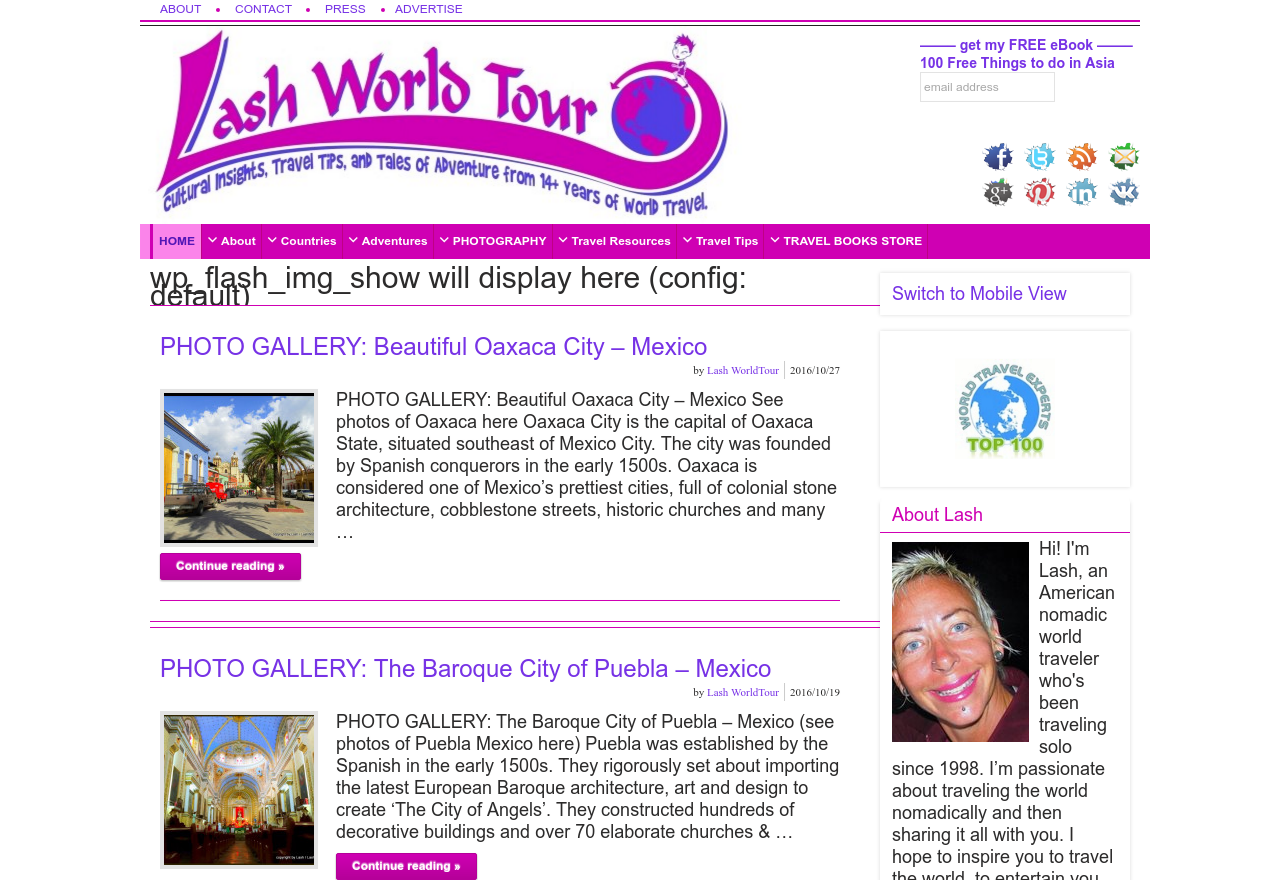 ABOUT • CONTACT • PRESS • ADVERTISE
Lash World Tour
Cultural Insights, Travel Tips, and Tales of Adventure from 14+ Years of World Travel.
——— get my FREE eBook ———
100 Free Things to do in Asia
email address
HOME About Countries Adventures PHOTOGRAPHY Travel Resources Travel Tips TRAVEL BOOKS STORE
wp_flash_img_show will display here (config:
default)
PHOTO GALLERY: Beautiful Oaxaca City – Mexico
by Lash WorldTour 2016/10/27
PHOTO GALLERY: Beautiful Oaxaca City – Mexico See
photos of Oaxaca here Oaxaca City is the capital of Oaxaca
State, situated southeast of Mexico City. The city was founded
by Spanish conquerors in the early 1500s. Oaxaca is
considered one of Mexico’s prettiest cities, full of colonial stone
architecture, cobblestone streets, historic churches and many
…
Continue reading »
PHOTO GALLERY: The Baroque City of Puebla – Mexico
by Lash WorldTour 2016/10/19
PHOTO GALLERY: The Baroque City of Puebla – Mexico (see
photos of Puebla Mexico here) Puebla was established by the
Spanish in the early 1500s. They rigorously set about importing
the latest European Baroque architecture, art and design to
create ‘The City of Angels’. They constructed hundreds of
decorative buildings and over 70 elaborate churches & …
Continue reading »
Switch to Mobile View
WORLD TRAVEL EXPERTS
TOP 100
About Lash
Hi! I'm
Lash, an
American
nomadic
world
traveler
who's
been
traveling
solo
since 1998. I’m passionate
about traveling the world
nomadically and then
sharing it all with you. I
hope to inspire you to travel
the world, to entertain you